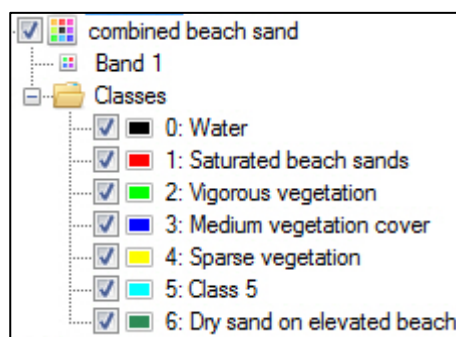 combined beach sand
Band 1
Classes
0: Water
1: Saturated beach sands
2: Vigorous vegetation
3: Medium vegetation cover
4: Sparse vegetation
5: Class 5
6: Dry sand on elevated beach